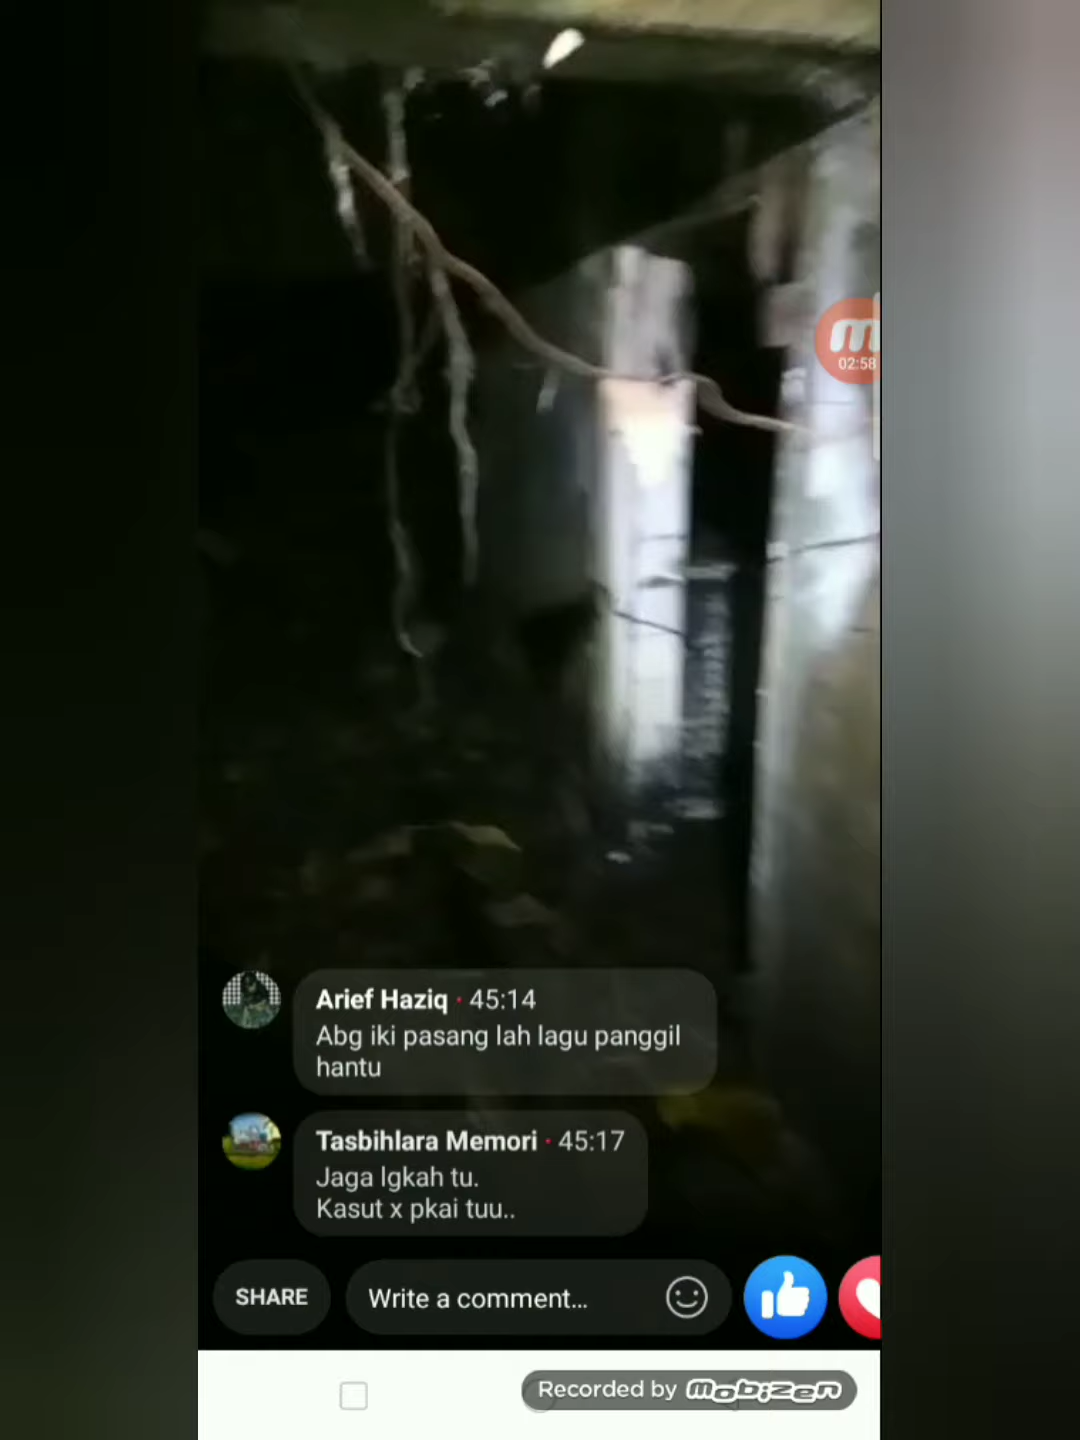 m
02:58
Arief Haziq • 45:14
Abg iki pasang lah lagu panggil
hantu
Tasbihlara Memori • 45:17
Jaga lgkah tu.
Kasut x pkai tuu..
SHARE
Write a comment...
Recorded by mobizen